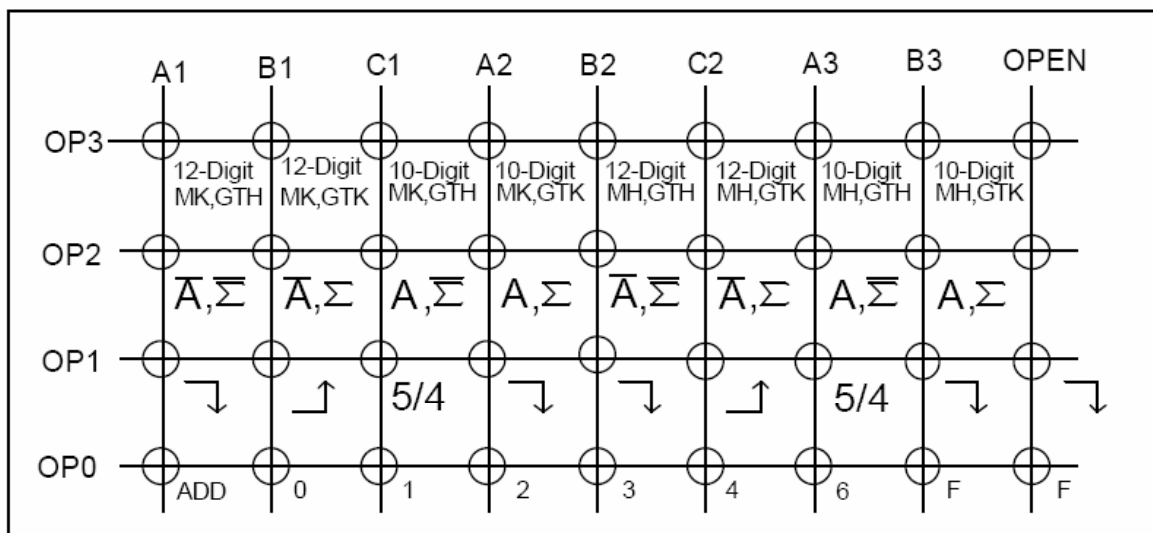 A1 B1 C1 A2 B2 C2 A3 B3 OPEN
OP3
12-Digit 12-Digit 10-Digit 10-Digit 12-Digit 12-Digit 10-Digit 10-Digit
MK,GTH MK,GTK MK,GTH MK,GTK MH,GTH MH,GTK MH,GTH MH,GTK
OP2
A̅,Σ̿ A̅,Σ A,Σ̿ A,Σ A̅,Σ̿ A̅,Σ A,Σ̿ A,Σ
OP1
5/4 5/4
OP0
ADD 0 1 2 3 4 6 F F